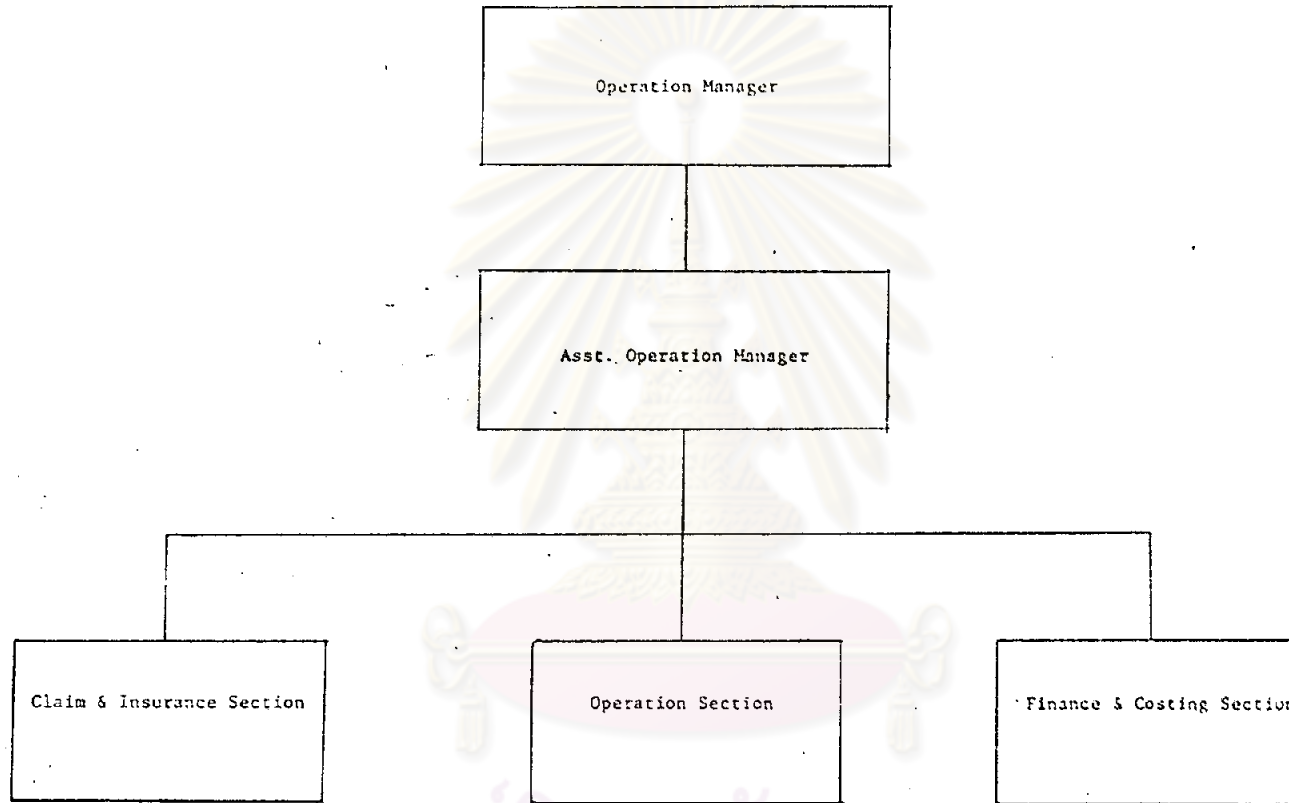 Operation Manager
Asst. Operation Manager
Claim & Insurance Section
Operation Section
Finance & Costing Section